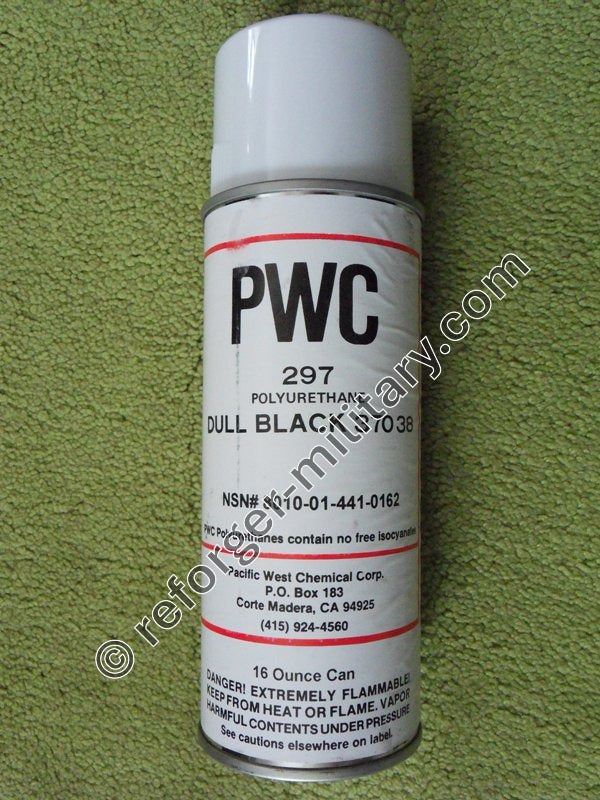 PWC
297
POLYURETHANE
DULL BLACK 37038
NSN# 8010-01-441-0162
PWC Polyurethanes contain no free isocyanates
Pacific West Chemical Corp.
P.O. Box 183
Corte Madera, CA 94925
(415) 924-4560
16 Ounce Can
DANGER! EXTREMELY FLAMMABLE!
KEEP FROM HEAT OR FLAME. VAPOR
HARMFUL CONTENTS UNDER PRESSURE
See cautions elsewhere on label.
© reforger-military.com